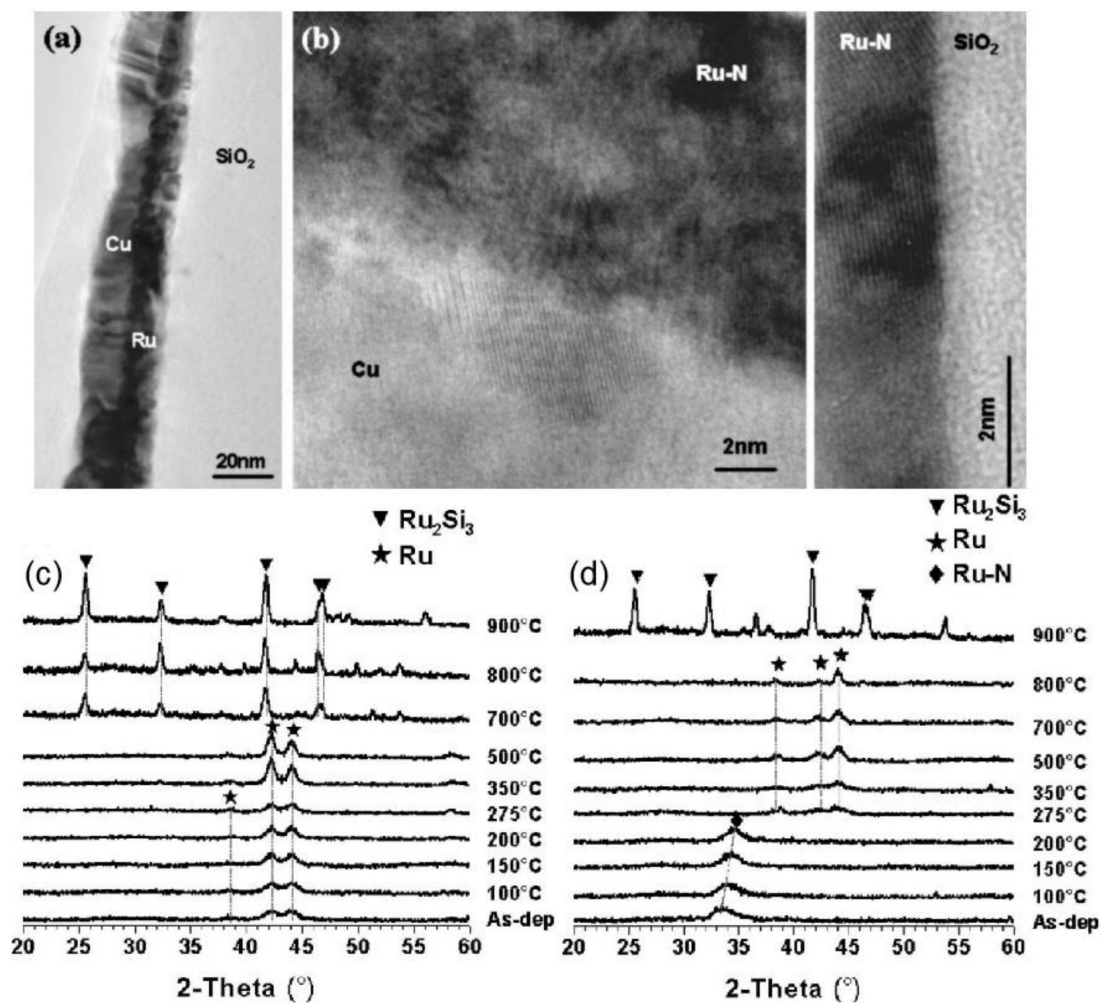 (a)
SiO₂
Cu
Ru
20nm
(b)
Ru-N
Cu
2nm
Ru-N
SiO₂
2nm
▼ Ru₂Si₃
★ Ru
(c)
900°C
800°C
700°C
500°C
350°C
275°C
200°C
150°C
100°C
As-dep
20 25 30 35 40 45 50 55 60
2-Theta (°)
▼ Ru₂Si₃
★ Ru
◆ Ru-N
(d)
900°C
800°C
700°C
500°C
350°C
275°C
200°C
150°C
100°C
As-dep
20 25 30 35 40 45 50 55 60
2-Theta (°)